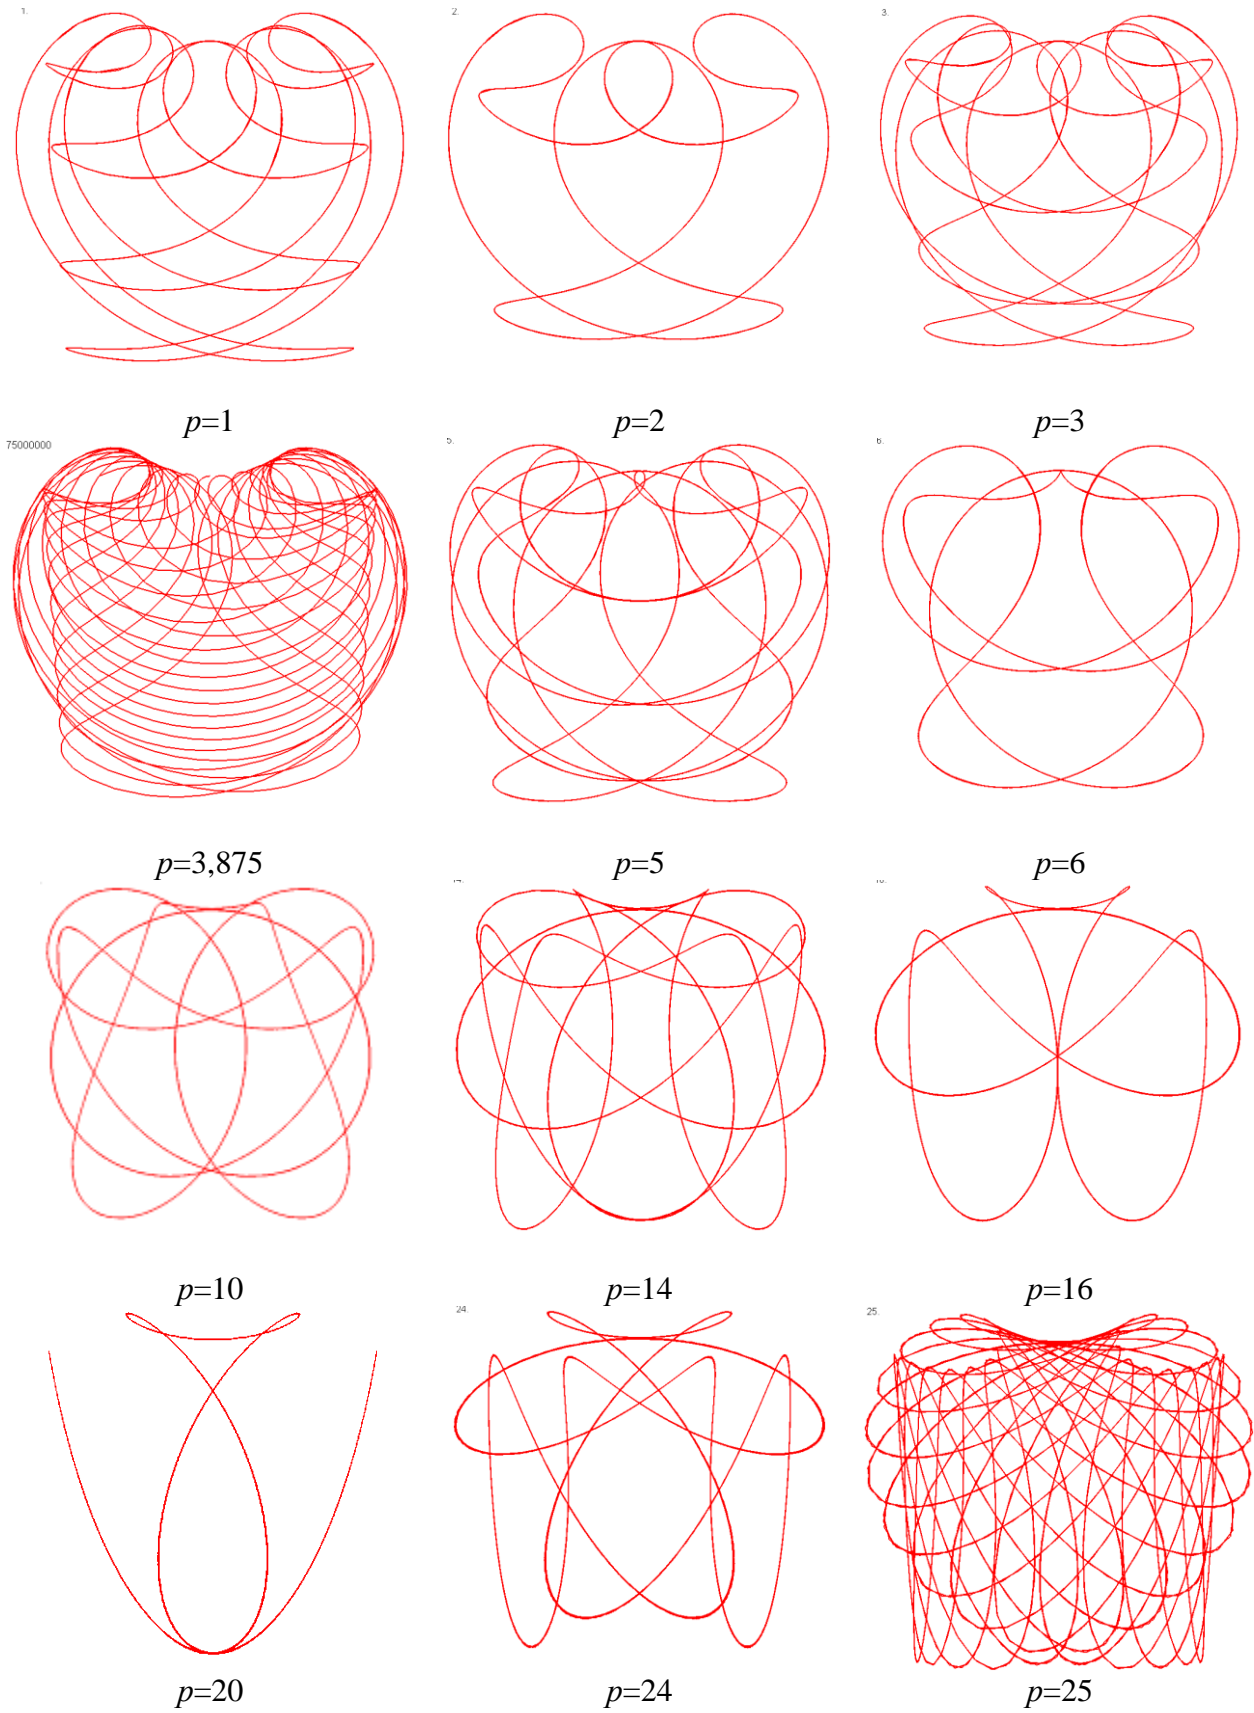 1.
2.
3.
p=1
p=2
p=3
75000000
5.
6.
p=3,875
p=5
p=6
p=10
p=14
p=16
24.
25.
p=20
p=24
p=25